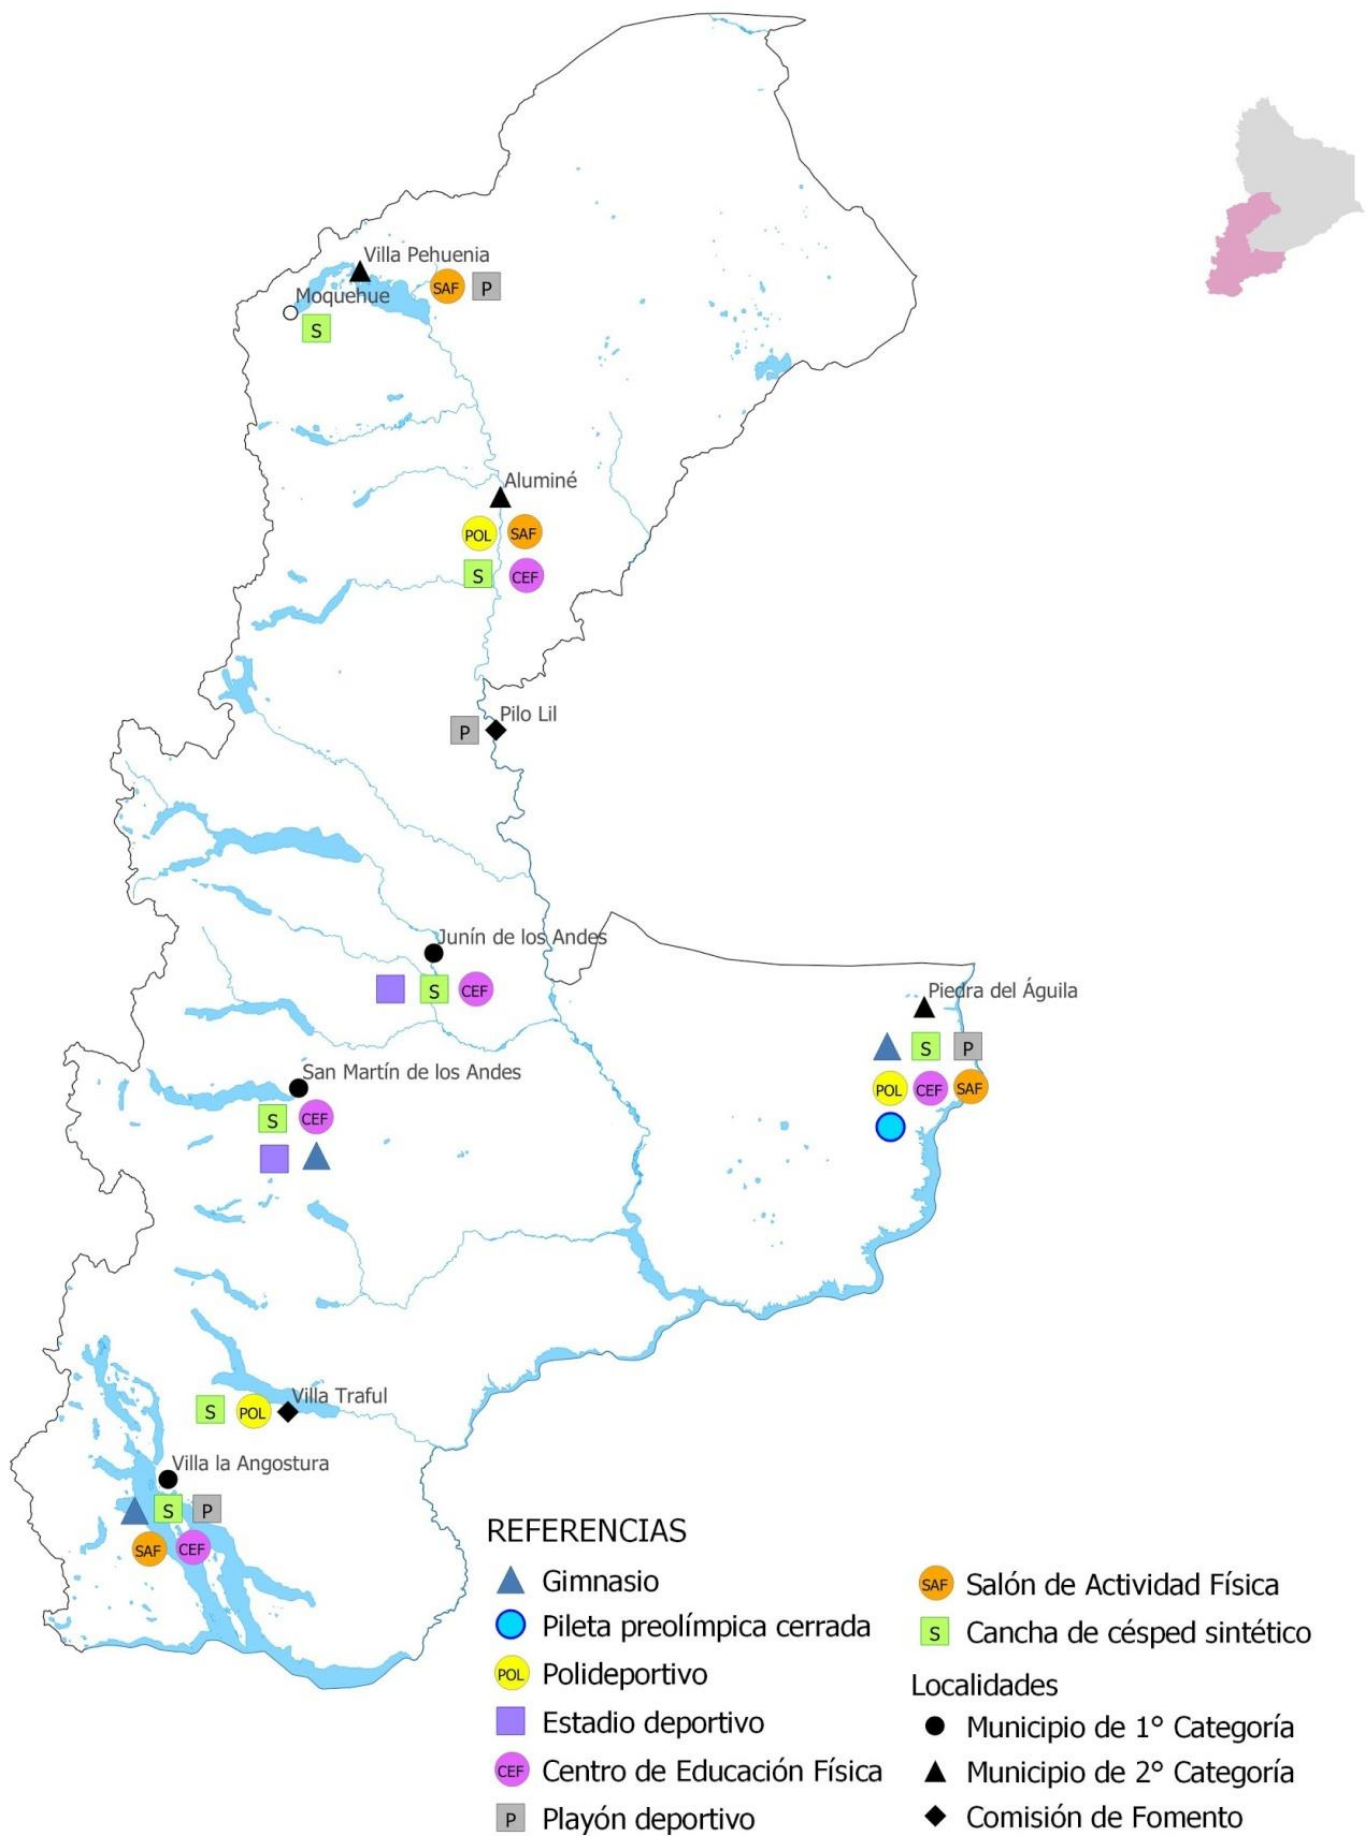 Villa Pehuenia
SAF P
Moquehue
S
Aluminé
POL SAF
S CEF
Pilo Lil
P
Junín de los Andes
S CEF
Piedra del Águila
S P
POL CEF SAF
San Martín de los Andes
S CEF
Villa Traful
S POL
Villa la Angostura
S P
SAF CEF
REFERENCIAS
Gimnasio
Pileta preolímpica cerrada
POL Polideportivo
Estadio deportivo
CEF Centro de Educación Física
P Playón deportivo
SAF Salón de Actividad Física
S Cancha de césped sintético
Localidades
Municipio de 1° Categoría
Municipio de 2° Categoría
Comisión de Fomento